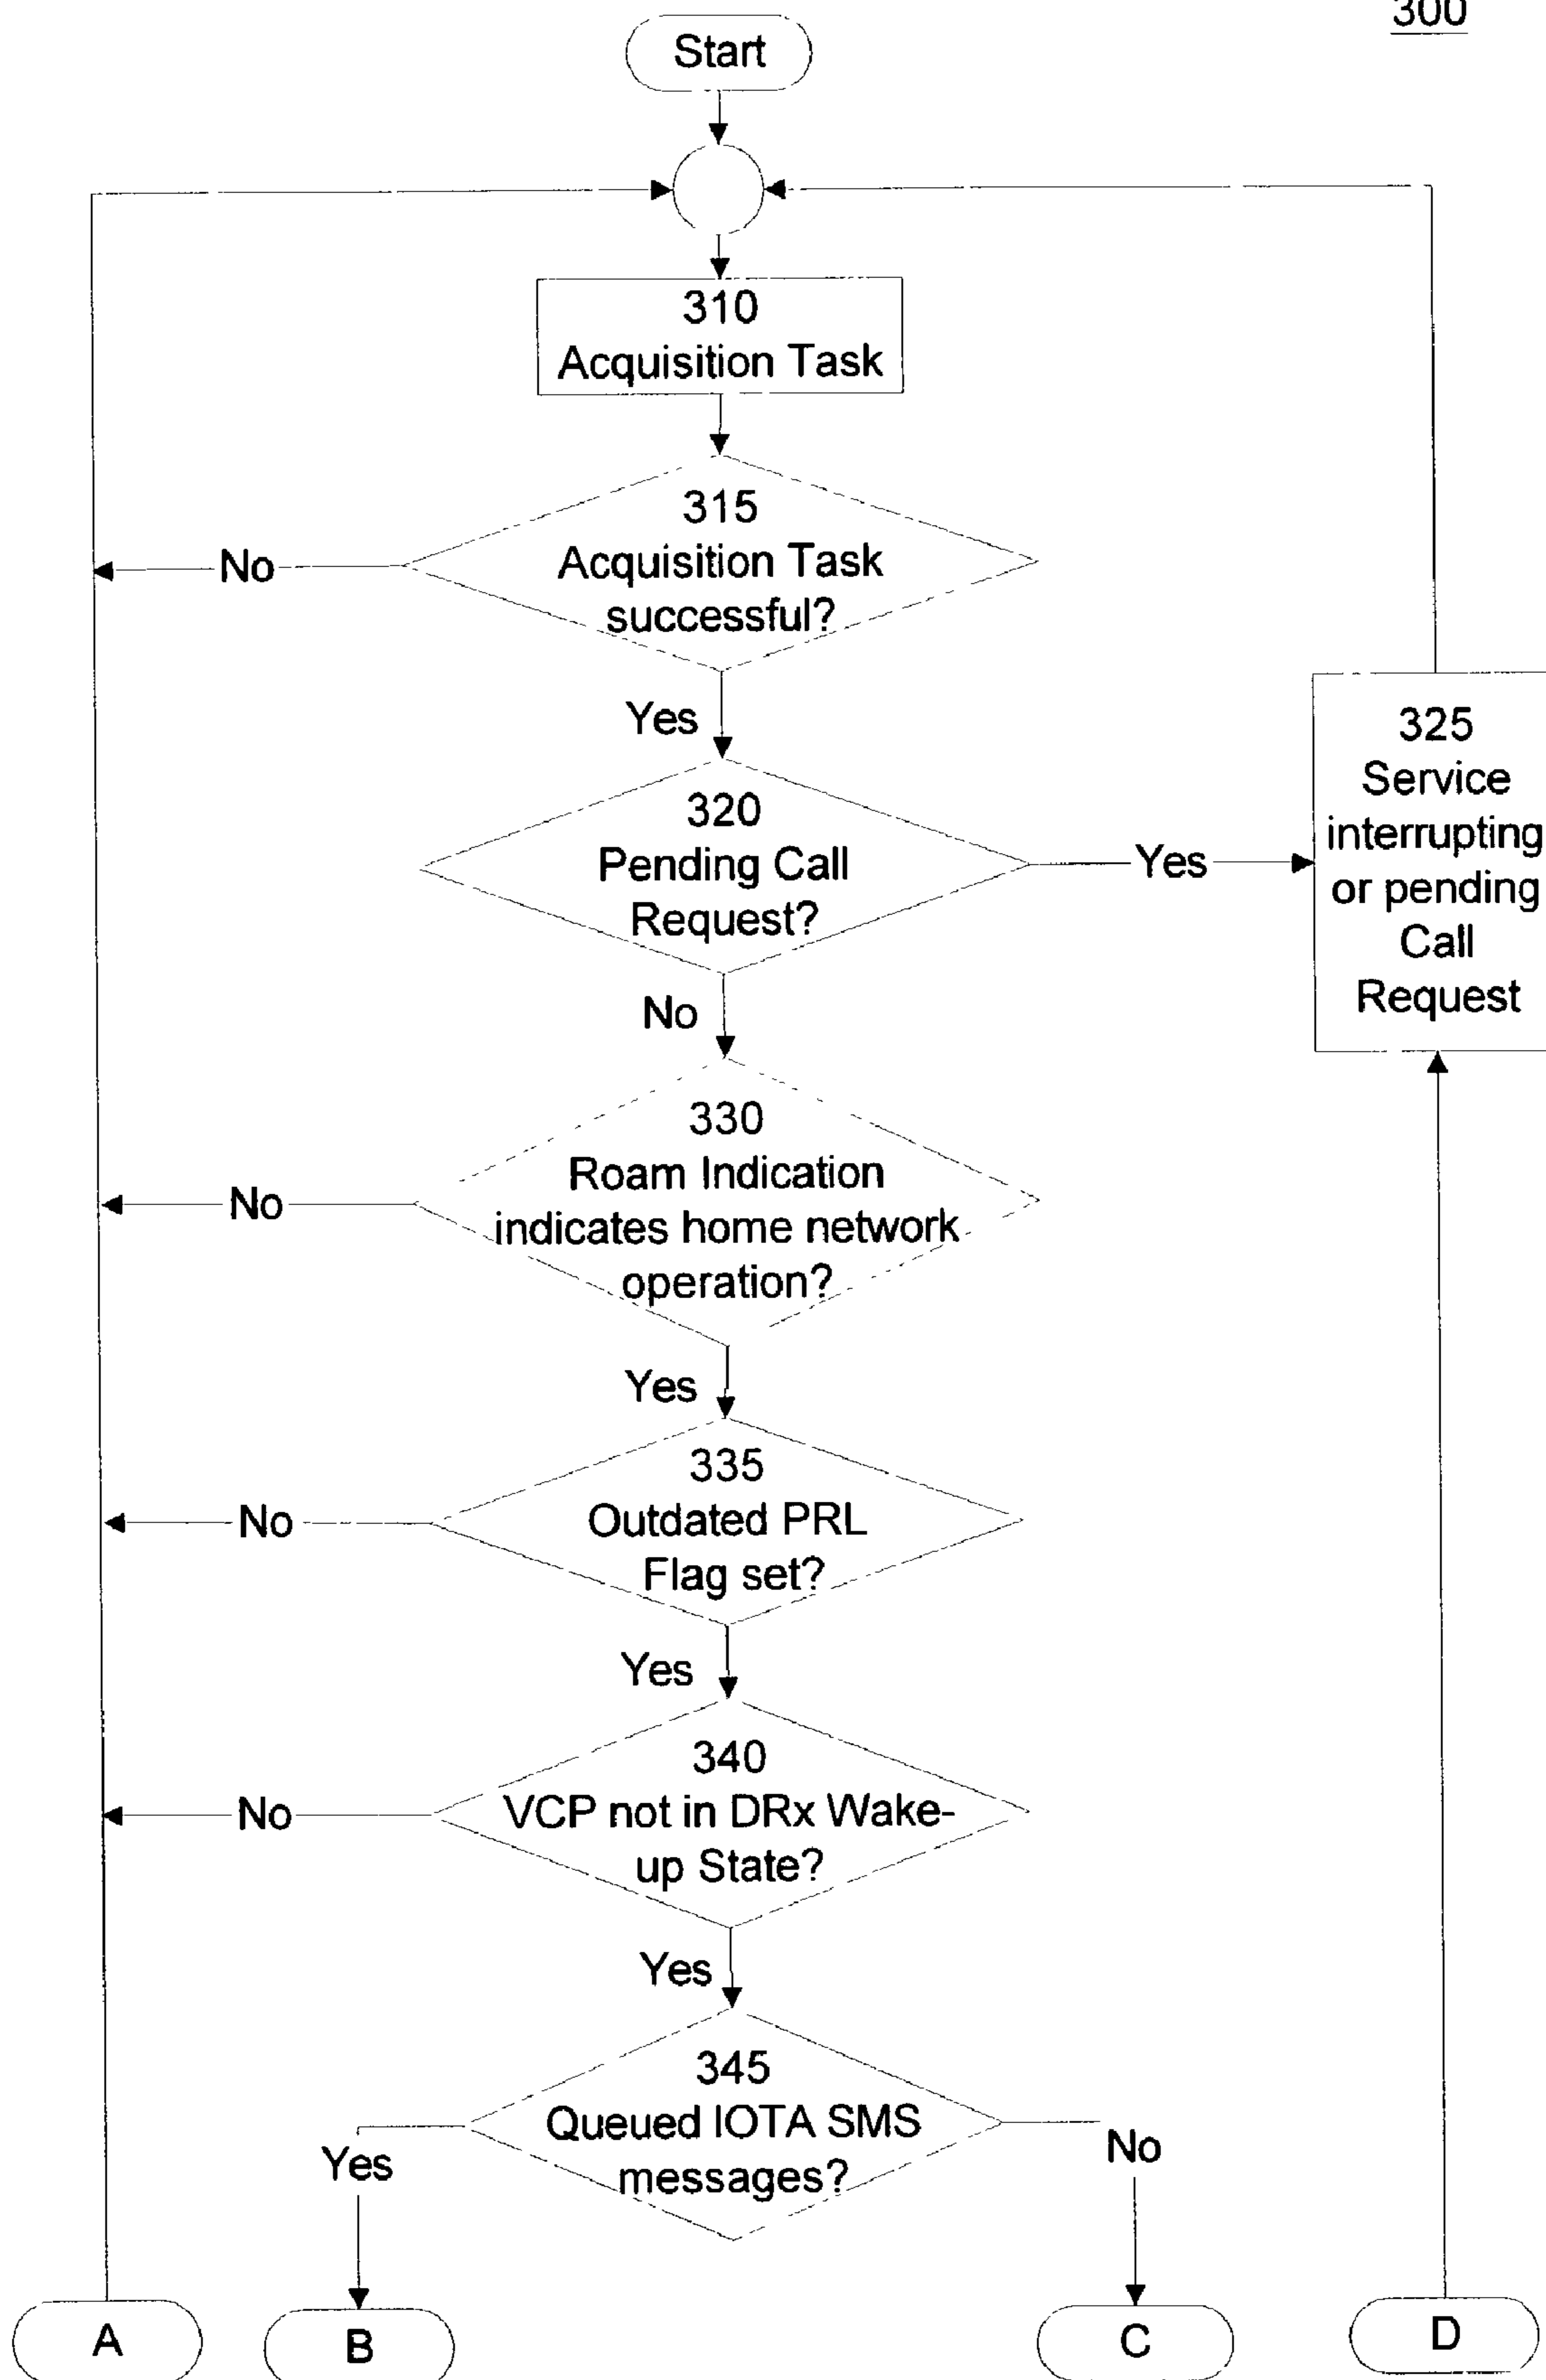 300
Start
310
Acquisition Task
315
Acquisition Task
successful?
No
Yes
320
Pending Call
Request?
Yes
325
Service
interrupting
or pending
Call
Request
No
330
Roam Indication
indicates home network
operation?
No
Yes
335
Outdated PRL
Flag set?
No
Yes
340
VCP not in DRx Wake-
up State?
No
Yes
345
Queued IOTA SMS
messages?
Yes
No
A
B
C
D